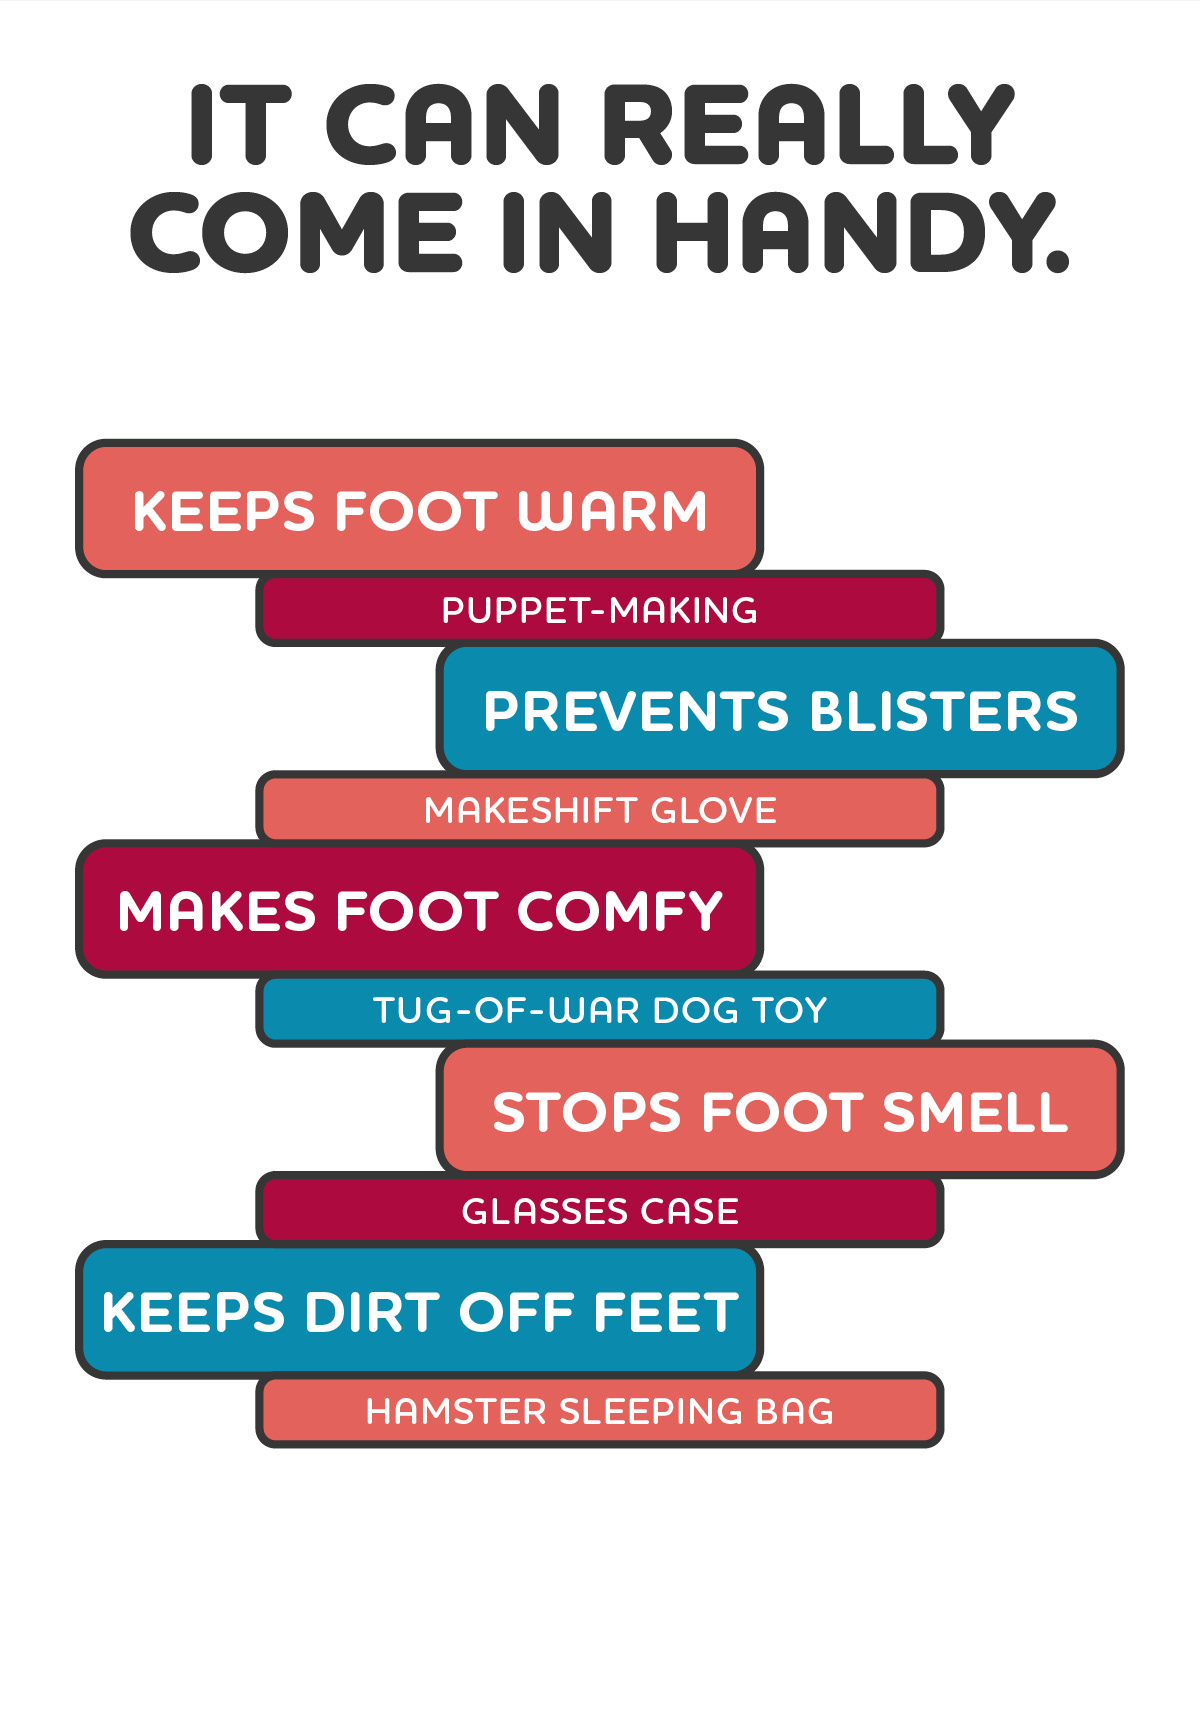 IT CAN REALLY
COME IN HANDY.
KEEPS FOOT WARM
PUPPET-MAKING
PREVENTS BLISTERS
MAKESHIFT GLOVE
MAKES FOOT COMFY
TUG-OF-WAR DOG TOY
STOPS FOOT SMELL
GLASSES CASE
KEEPS DIRT OFF FEET
HAMSTER SLEEPING BAG